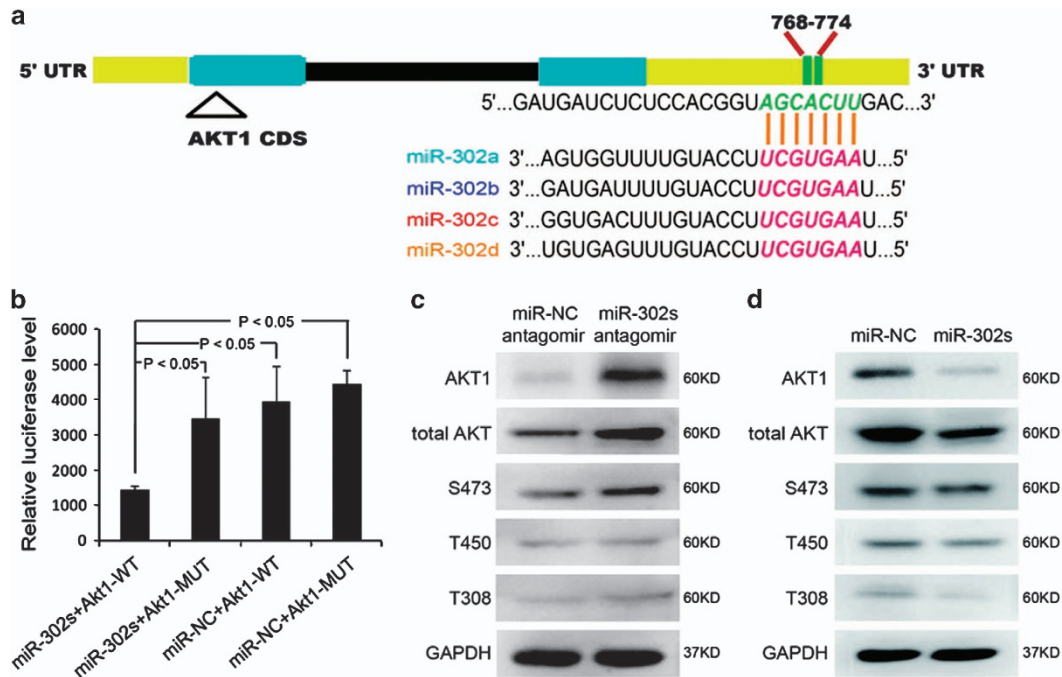 a
768-774
5' UTR
3' UTR
5'...GAUGAUCUCUCCACGGUAGCACUUGAC...3'
AKT1 CDS
miR-302a 3'...AGUGGUUUUGUACCUUCGUGAAU...5'
miR-302b 3'...GAUGAUUUUGUACCUUCGUGAAU...5'
miR-302c 3'...GGUGACUUUGUACCUUCGUGAAU...5'
miR-302d 3'...UGUGAGUUUGUACCUUCGUGAAU...5'
b
Relative luciferase level
6000
5000
4000
3000
2000
1000
0
P < 0.05
P < 0.05
P < 0.05
miR-302s+Akt1-WT
miR-302s+Akt1-MUT
miR-NC+Akt1-WT
miR-NC+Akt1-MUT
c
miR-NC miR-302s
antagomir antagomir
AKT1 60KD
total AKT 60KD
S473 60KD
T450 60KD
T308 60KD
GAPDH 37KD
d
miR-NC miR-302s
AKT1 60KD
total AKT 60KD
S473 60KD
T450 60KD
T308 60KD
GAPDH 37KD